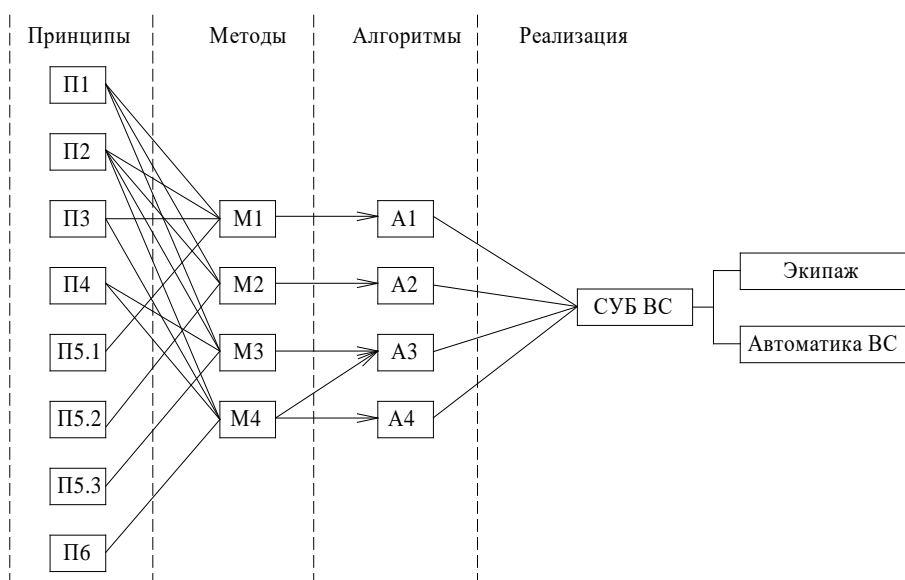 Принципы Методы Алгоритмы Реализация
П1
П2
П3
П4
П5.1
П5.2
П5.3
П6
М1
М2
М3
М4
А1
А2
А3
А4
СУБ ВС
Экипаж
Автоматика ВС